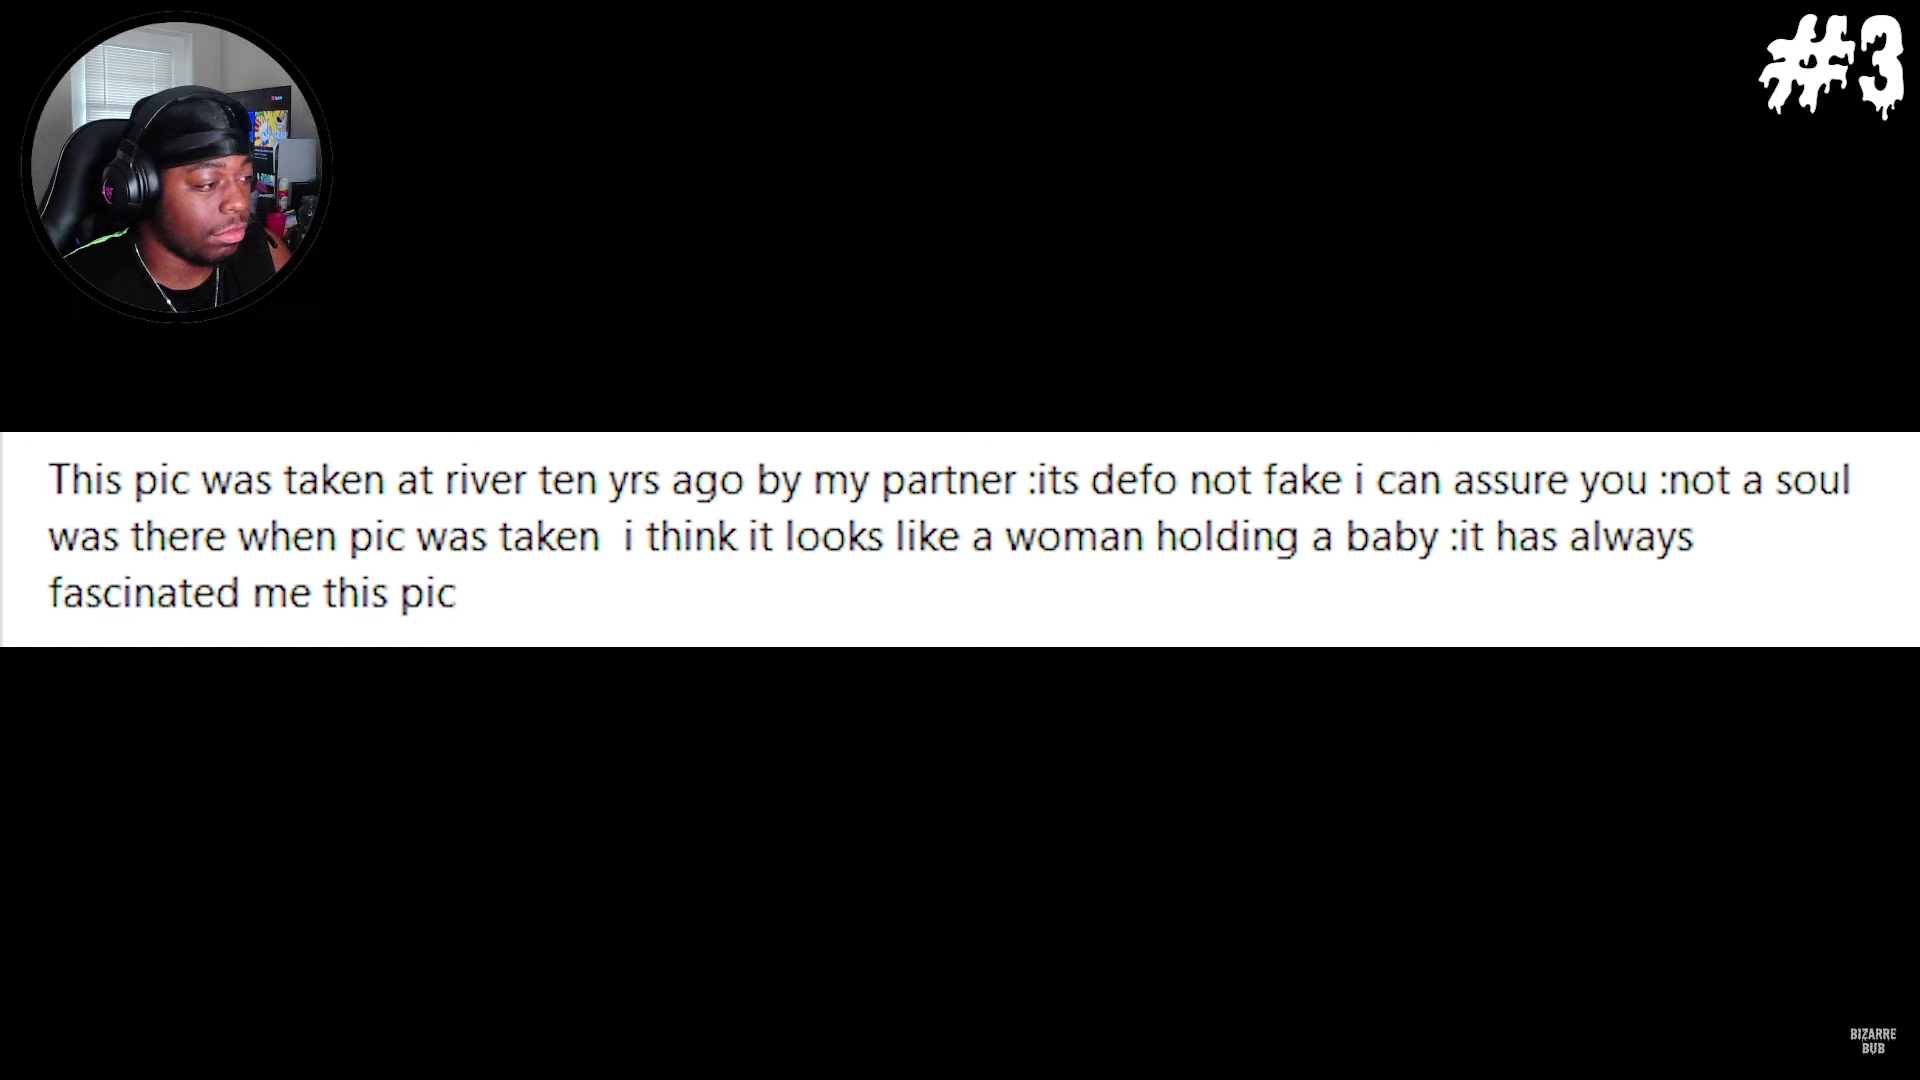 #3
This pic was taken at river ten yrs ago by my partner :its defo not fake i can assure you :not a soul
was there when pic was taken  i think it looks like a woman holding a baby :it has always
fascinated me this pic
BIZARRE
BUB